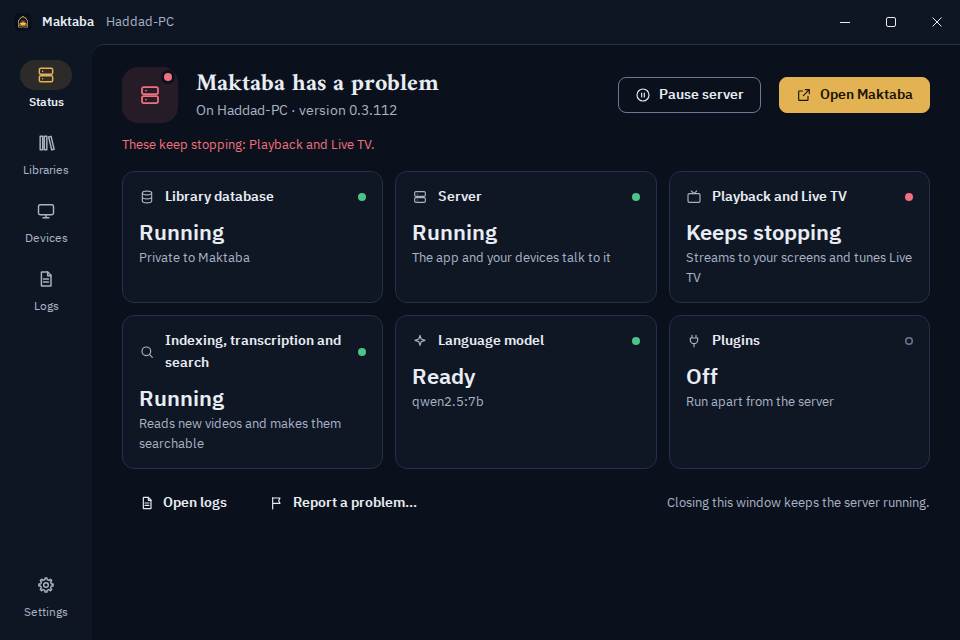 Maktaba Haddad-PC
Status
Libraries
Devices
Logs
Settings
Maktaba has a problem
On Haddad-PC · version 0.3.112
Pause server
Open Maktaba
These keep stopping: Playback and Live TV.
Library database
Running
Private to Maktaba
Server
Running
The app and your devices talk to it
Playback and Live TV
Keeps stopping
Streams to your screens and tunes Live
TV
Indexing, transcription and
search
Running
Reads new videos and makes them
searchable
Language model
Ready
qwen2.5:7b
Plugins
Off
Run apart from the server
Open logs
Report a problem...
Closing this window keeps the server running.